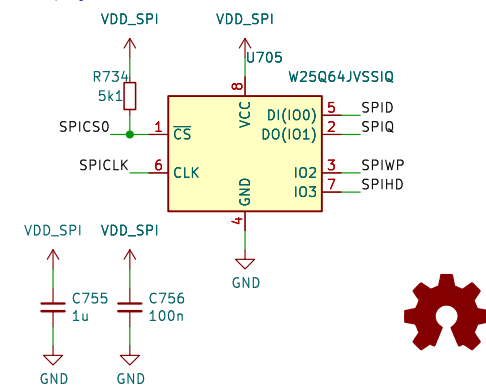 VDD_SPI
VDD_SPI
U705
R734
5k1
W25Q64JVSSIQ
8
VCC
SPICS0
1
CS
DI(IO0)
5
SPID
DO(IO1)
2
SPIQ
SPICLK
6
CLK
IO2
3
SPIWP
IO3
7
SPIHD
GND
4
GND
VDD_SPI
VDD_SPI
C755
1u
C756
100n
GND
GND